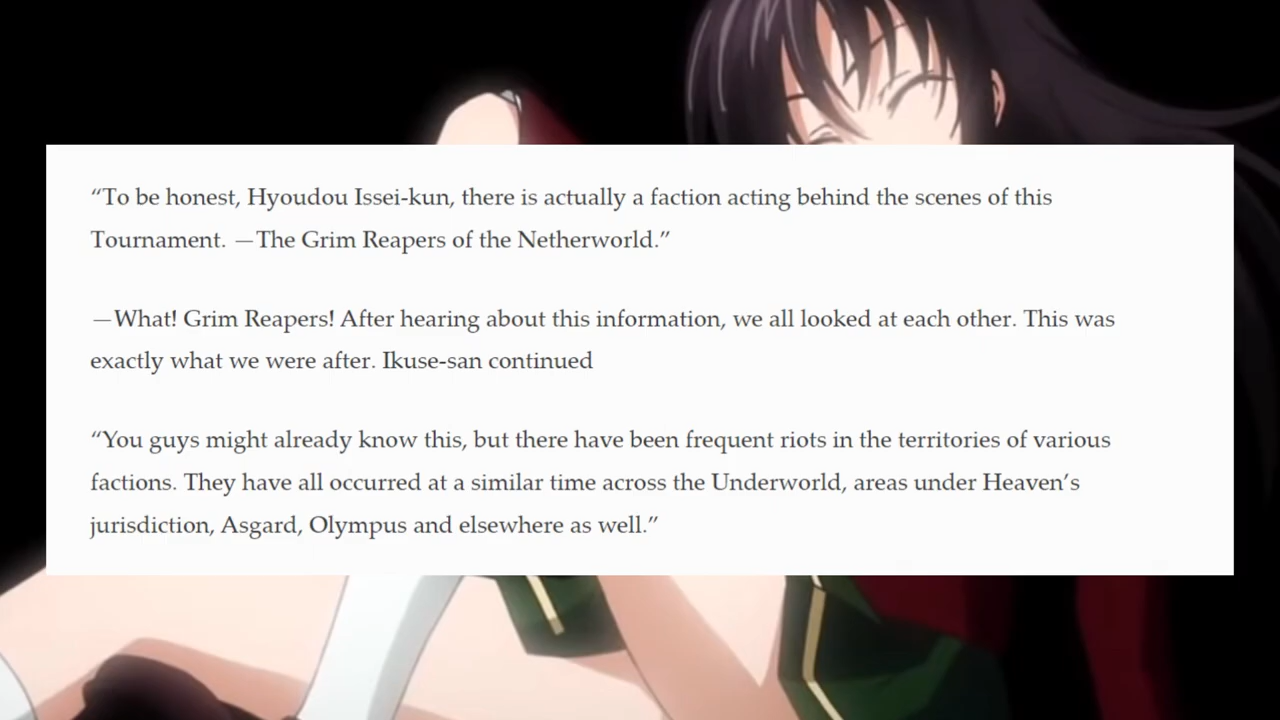 “To be honest, Hyoudou Issei-kun, there is actually a faction acting behind the scenes of this
Tournament. —The Grim Reapers of the Netherworld.”
—What! Grim Reapers! After hearing about this information, we all looked at each other. This was
exactly what we were after. Ikuse-san continued
“You guys might already know this, but there have been frequent riots in the territories of various
factions. They have all occurred at a similar time across the Underworld, areas under Heaven’s
jurisdiction, Asgard, Olympus and elsewhere as well.”